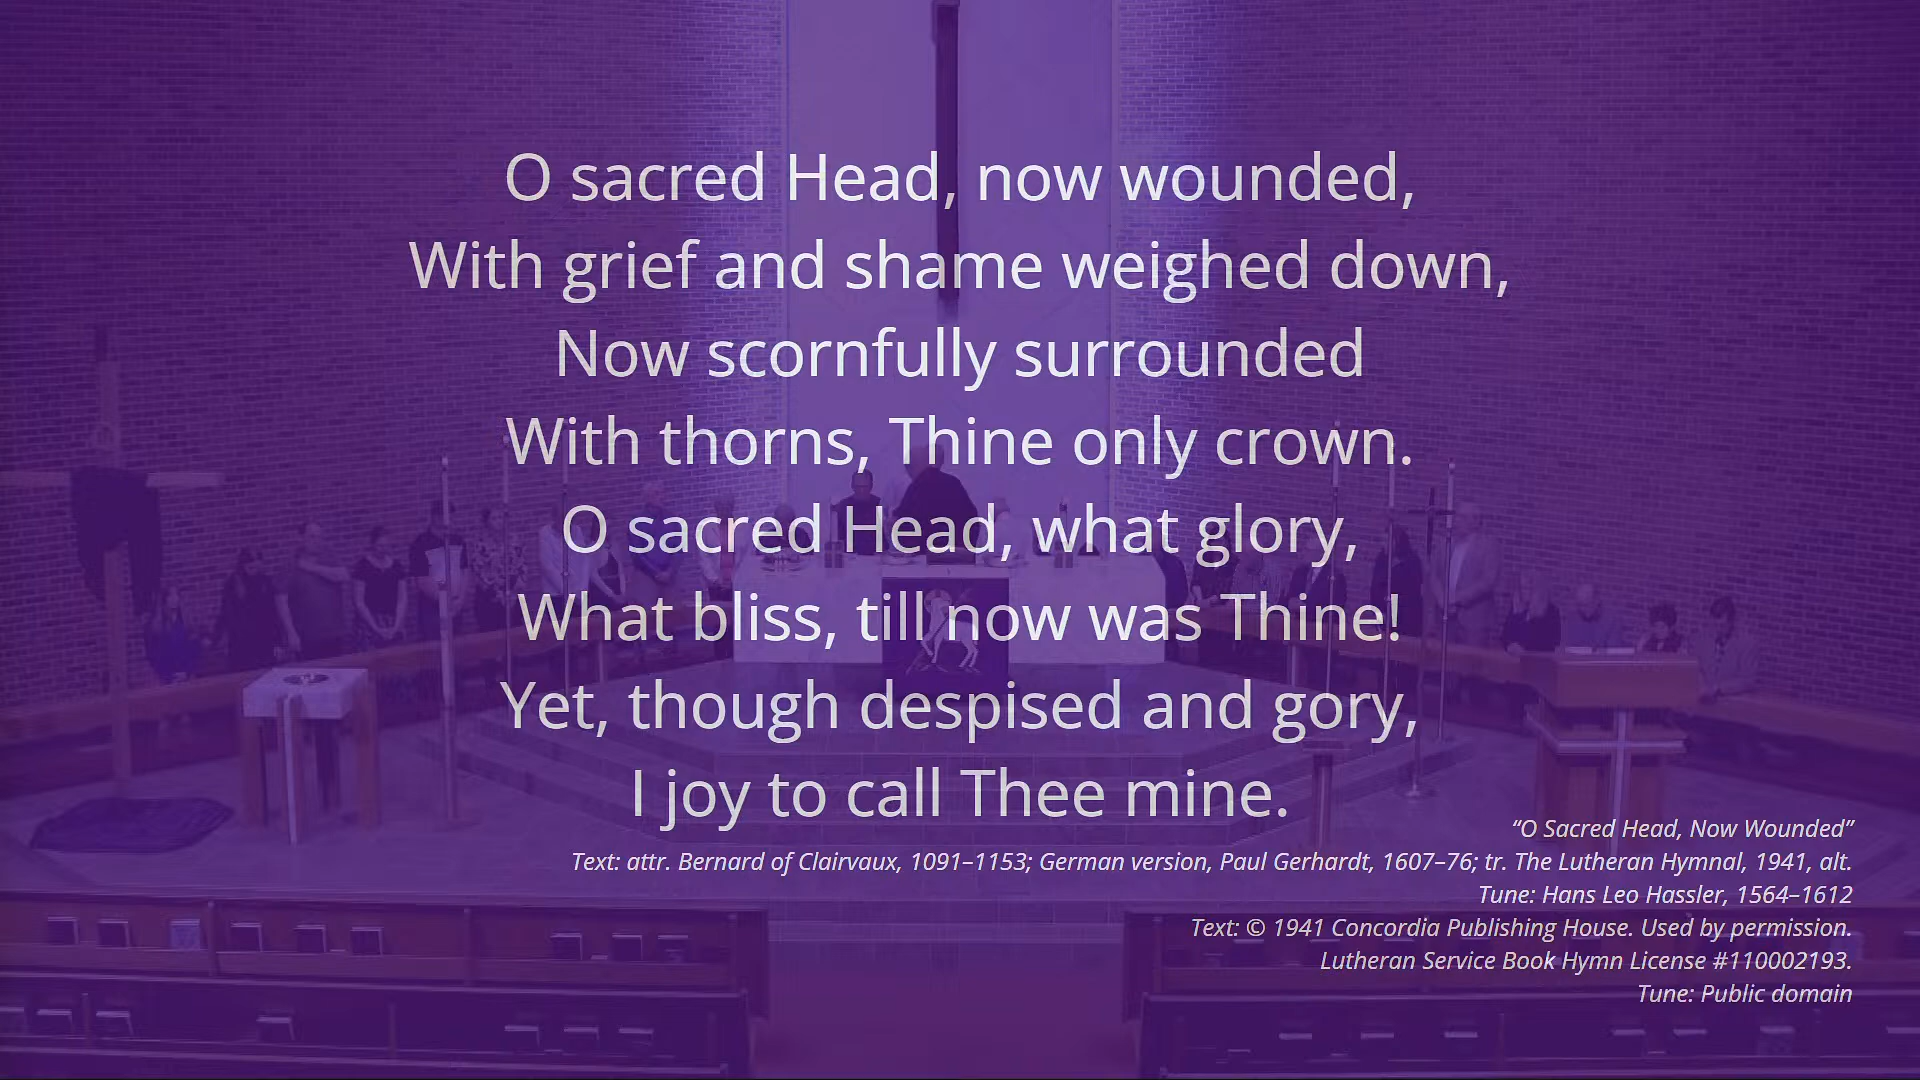 O sacred Head, now wounded,
With grief and shame weighed down,
Now scornfully surrounded
With thorns, Thine only crown.
O sacred Head, what glory,
What bliss, till now was Thine!
Yet, though despised and gory,
I joy to call Thee mine.
“O Sacred Head, Now Wounded”
Text: attr. Bernard of Clairvaux, 1091–1153; German version, Paul Gerhardt, 1607–76; tr. The Lutheran Hymnal, 1941, alt.
Tune: Hans Leo Hassler, 1564–1612
Text: © 1941 Concordia Publishing House. Used by permission.
Lutheran Service Book Hymn License #110002193.
Tune: Public domain